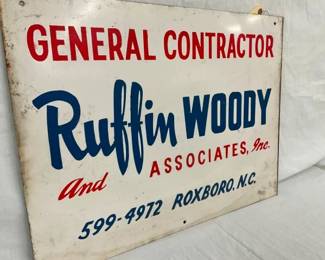 GENERAL CONTRACTOR
Ruffin WOODY
And ASSOCIATES, Inc.
599-4972 ROXBORO, N.C.